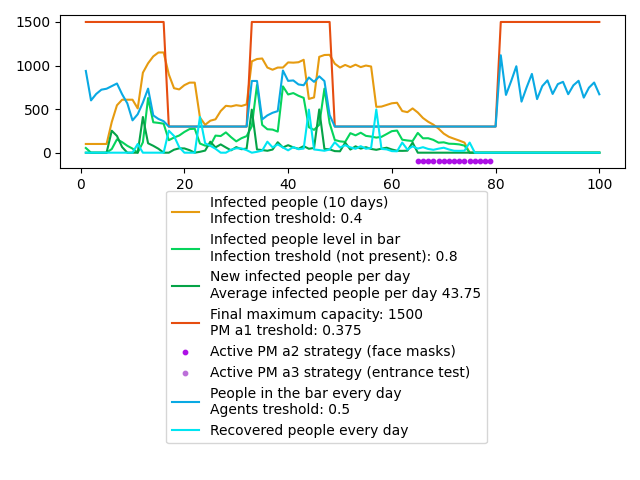 1500
1000
500
0
0 20 40 60 80 100
Infected people (10 days)
Infection treshold: 0.4
Infected people level in bar
Infection treshold (not present): 0.8
New infected people per day
Average infected people per day 43.75
Final maximum capacity: 1500
PM a1 treshold: 0.375
Active PM a2 strategy (face masks)
Active PM a3 strategy (entrance test)
People in the bar every day
Agents treshold: 0.5
Recovered people every day